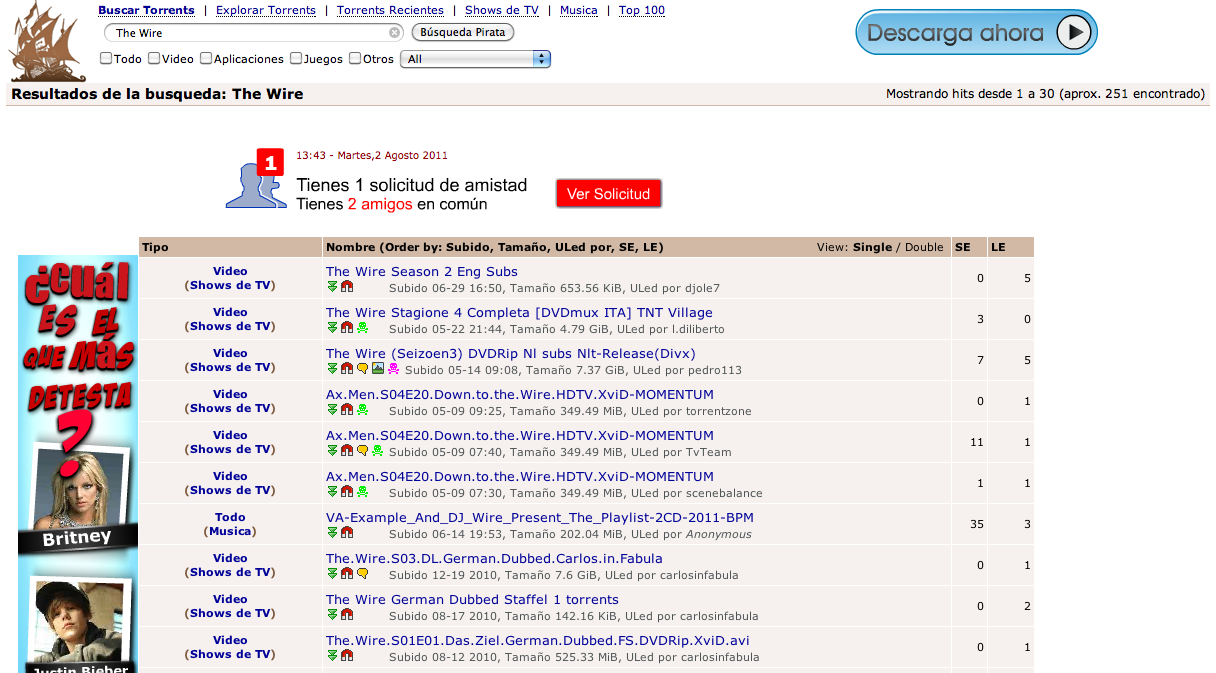 Buscar Torrents | Explorar Torrents | Torrents Recientes | Shows de TV | Musica | Top 100
The Wire Búsqueda Pirata
Todo Video Aplicaciones Juegos Otros All
Descarga ahora
Resultados de la busqueda: The Wire Mostrando hits desde 1 a 30 (aprox. 251 encontrado)
1
13:43 - Martes,2 Agosto 2011
Tienes 1 solicitud de amistad
Tienes 2 amigos en común
Ver Solicitud
Tipo Nombre (Order by: Subido, Tamaño, ULed por, SE, LE) View: Single / Double SE LE
Video
(Shows de TV)
The Wire Season 2 Eng Subs
Subido 06-29 16:50, Tamaño 653.56 KiB, ULed por djole7
0 5
Video
(Shows de TV)
The Wire Stagione 4 Completa [DVDmux ITA] TNT Village
Subido 05-22 21:44, Tamaño 4.79 GiB, ULed por l.diliberto
3 0
Video
(Shows de TV)
The Wire (Seizoen3) DVDRip Nl subs Nlt-Release(Divx)
Subido 05-14 09:08, Tamaño 7.37 GiB, ULed por pedro113
7 5
Video
(Shows de TV)
Ax.Men.S04E20.Down.to.the.Wire.HDTV.XviD-MOMENTUM
Subido 05-09 09:25, Tamaño 349.49 MiB, ULed por torrentzone
0 1
Video
(Shows de TV)
Ax.Men.S04E20.Down.to.the.Wire.HDTV.XviD-MOMENTUM
Subido 05-09 07:40, Tamaño 349.49 MiB, ULed por TvTeam
11 1
Video
(Shows de TV)
Ax.Men.S04E20.Down.to.the.Wire.HDTV.XviD-MOMENTUM
Subido 05-09 07:30, Tamaño 349.49 MiB, ULed por scenebalance
1 1
Todo
(Musica)
VA-Example_And_DJ_Wire_Present_The_Playlist-2CD-2011-BPM
Subido 06-14 19:53, Tamaño 202.04 MiB, ULed por Anonymous
35 3
Video
(Shows de TV)
The.Wire.S03.DL.German.Dubbed.Carlos.in.Fabula
Subido 12-19 2010, Tamaño 7.6 GiB, ULed por carlosinfabula
0 1
Video
(Shows de TV)
The Wire German Dubbed Staffel 1 torrents
Subido 08-17 2010, Tamaño 142.16 KiB, ULed por carlosinfabula
0 2
Video
(Shows de TV)
The.Wire.S01E01.Das.Ziel.German.Dubbed.FS.DVDRip.XviD.avi
Subido 08-12 2010, Tamaño 525.33 MiB, ULed por carlosinfabula
0 1
¿Cuál
ES EL
QUE MÁS
DETESTA
?
Britney
Justin Bieber